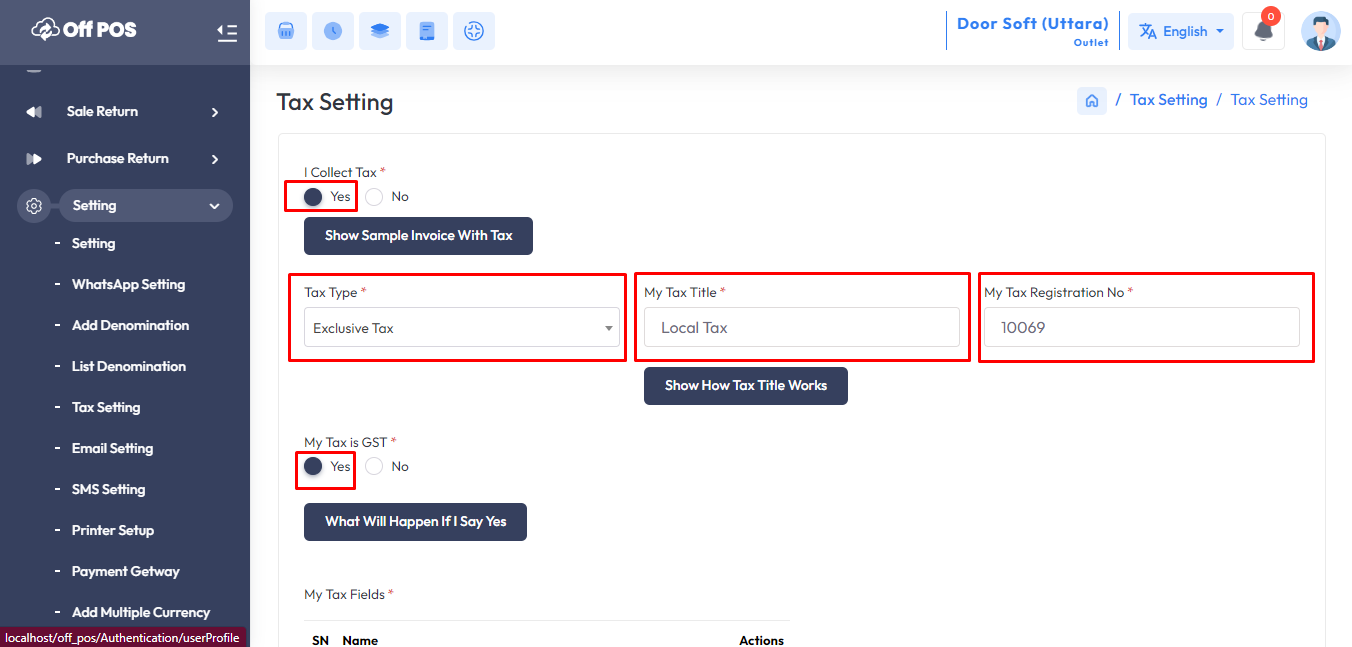 Off POS
Door Soft (Uttara)
Outlet
English
0
Sale Return
Purchase Return
Setting
Setting
WhatsApp Setting
Add Denomination
List Denomination
Tax Setting
Email Setting
SMS Setting
Printer Setup
Payment Getway
Add Multiple Currency
localhost/off_pos/Authentication/userProfile
Tax Setting
/ Tax Setting / Tax Setting
I Collect Tax *
Yes No
Show Sample Invoice With Tax
Tax Type * My Tax Title * My Tax Registration No *
Exclusive Tax Local Tax 10069
Show How Tax Title Works
My Tax is GST *
Yes No
What Will Happen If I Say Yes
My Tax Fields *
SN Name Actions